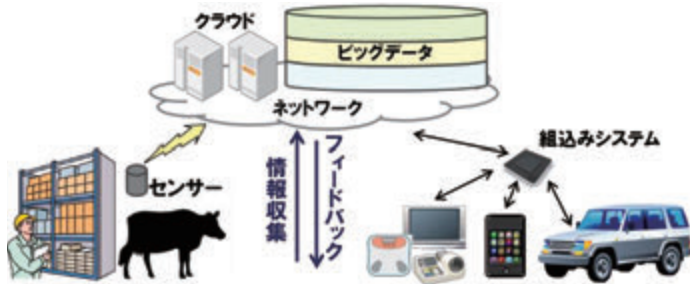 クラウド
ビッグデータ
ネットワーク
組込みシステム
センサー
情報収集
フィードバック